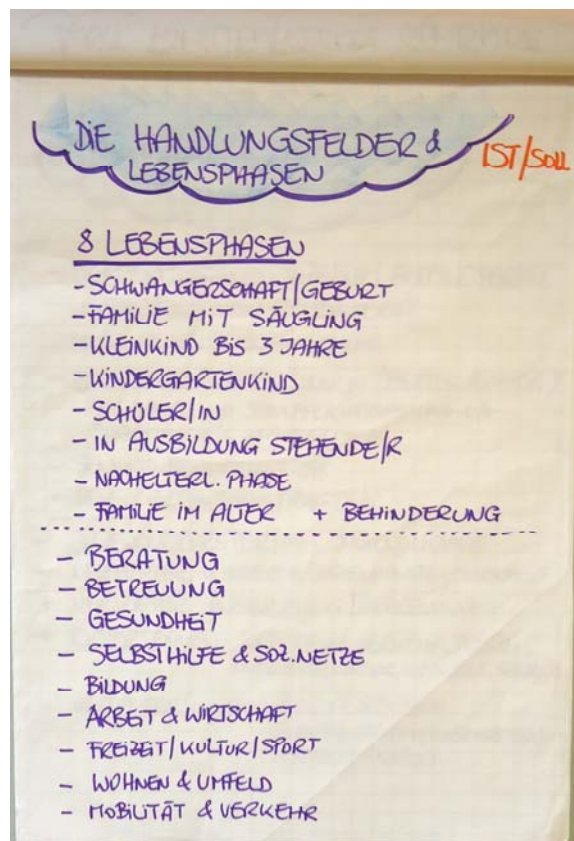 DIE HANDLUNGSFELDER &
LEBENSPHASEN
IST/SOLL
8 LEBENSPHASEN
- SCHWANGERSCHAFT/GEBURT
- FAMILIE MIT SÄUGLING
- KLEINKIND BIS 3 JAHRE
- KINDERGARTENKIND
- SCHÜLER/IN
- IN AUSBILDUNG STEHENDE/R
- NACHELTERL. PHASE
- FAMILIE IM ALTER + BEHINDERUNG
- BERATUNG
- BETREUUNG
- GESUNDHEIT
- SELBSTHILFE & SOZ.NETZE
- BILDUNG
- ARBEIT & WIRTSCHAFT
- FREIZEIT/KULTUR/SPORT
- WOHNEN & UMFELD
- MOBILITÄT & VERKEHR